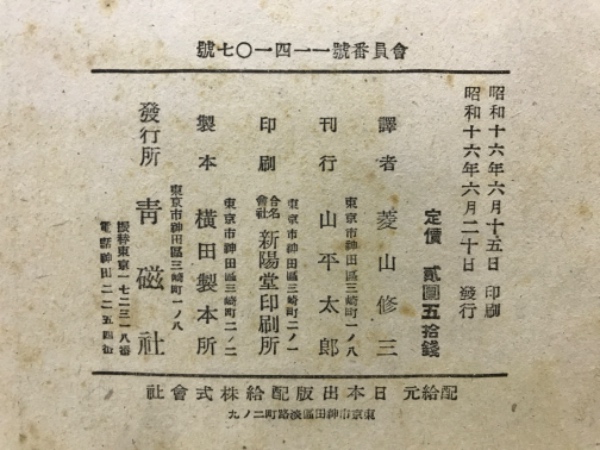 會員番號一一四一〇七號
昭和十六年六月十五日 印刷
昭和十六年六月二十日 發行
定價 貳圓五拾錢
譯者 菱山修三
東京市神田區三崎町一ノ八
刊行 山平太郎
東京市神田區三崎町二ノ一
印刷 合名會社 新陽堂印刷所
東京市神田區三崎町二ノ二
製本 橫田製本所
東京市神田區三崎町一ノ八
發行所 靑磁社
振替東京一七二三一八番
電話神田二二五四番
配給元 日本出版配給株式會社
東京市神田區淡路町二ノ九